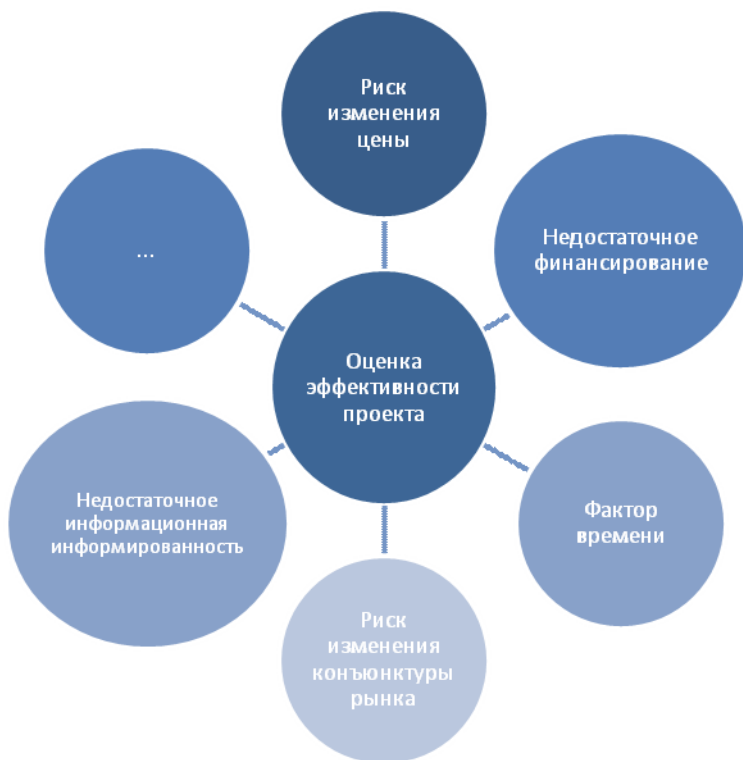 Риск
изменения
цены
Недостаточное
финансирование
...
Оценка
эффективности
проекта
Недостаточное
информационная
информированность
Фактор
времени
Риск
изменения
конъюнктуры
рынка